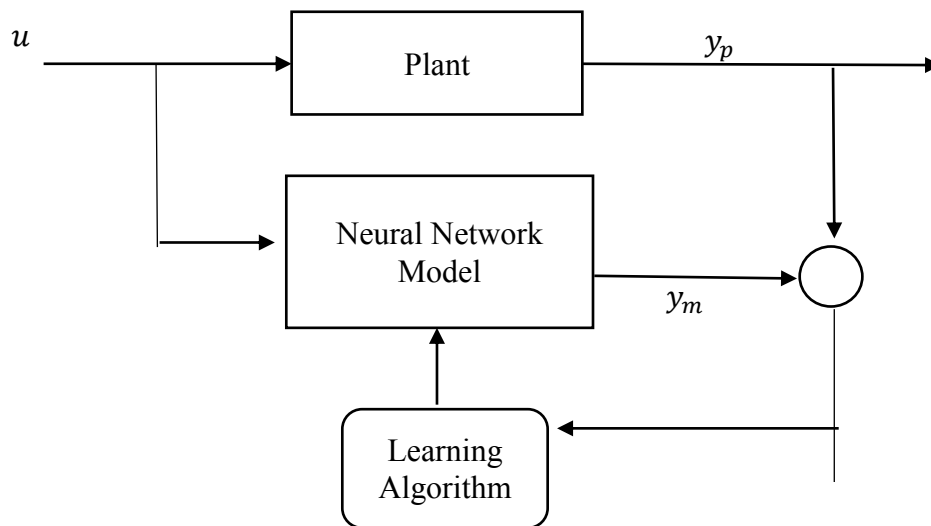 u
Plant
y_p
Neural Network
Model
y_m
Learning
Algorithm